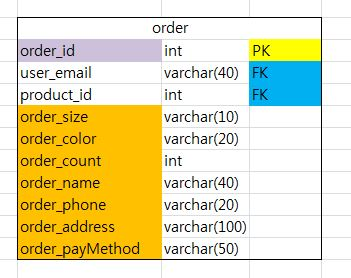 order
order_id int PK
user_email varchar(40) FK
product_id int FK
order_size varchar(10)
order_color varchar(20)
order_count int
order_name varchar(40)
order_phone varchar(20)
order_address varchar(100)
order_payMethod varchar(50)